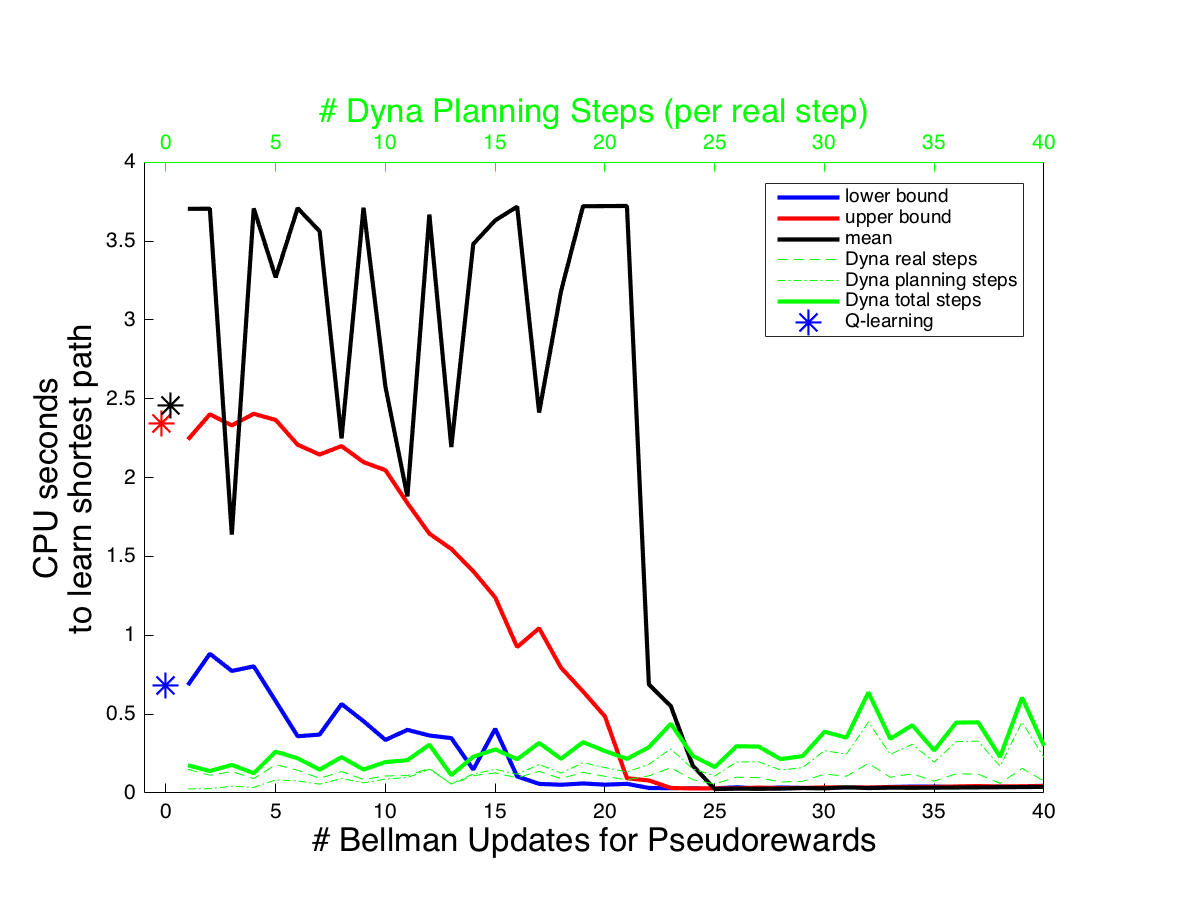 # Dyna Planning Steps (per real step)
0 5 10 15 20 25 30 35 40
4
3.5
3
2.5
2
1.5
1
0.5
0
CPU seconds
to learn shortest path
lower bound
upper bound
mean
Dyna real steps
Dyna planning steps
Dyna total steps
Q-learning
0 5 10 15 20 25 30 35 40
# Bellman Updates for Pseudorewards